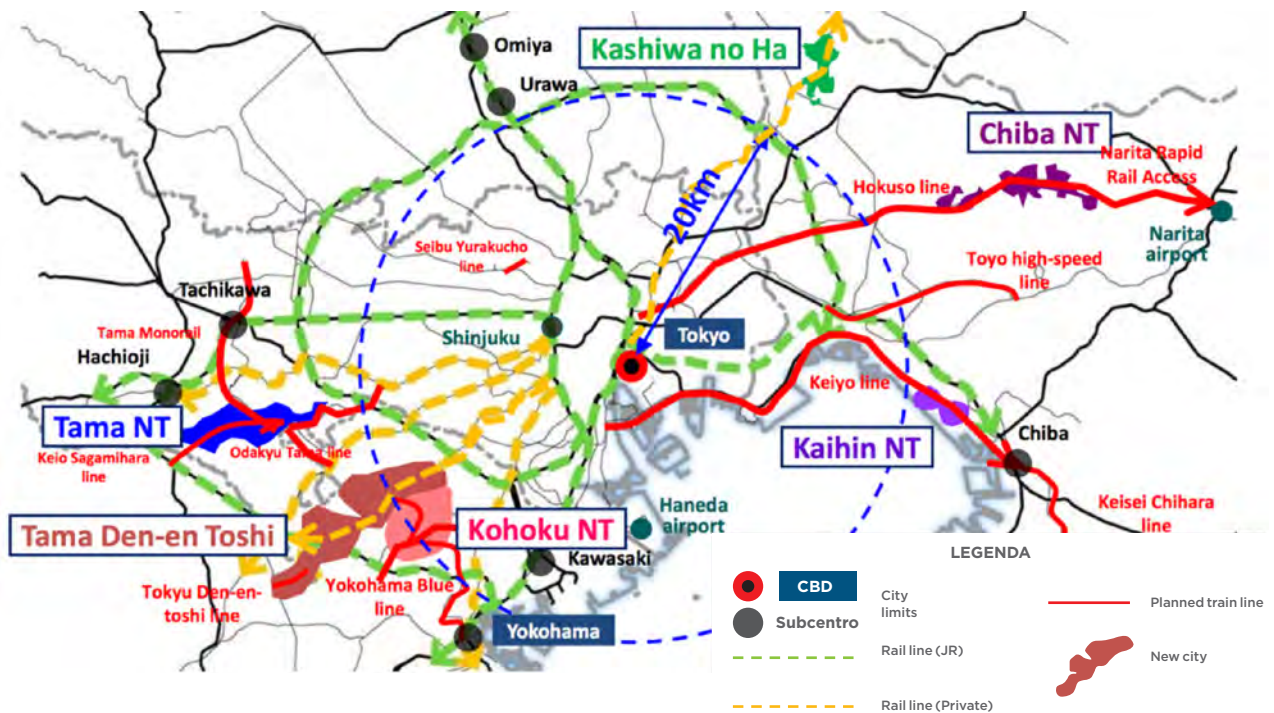 Omiya
Kashiwa no Ha
Urawa
Chiba NT
Narita Rapid
Rail Access
Hokuso line
20km
Narita
airport
Seibu Yurakucho
line
Toyo high-speed
line
Tachikawa
Tama Monorail
Shinjuku
Tokyo
Hachioji
Keiyo line
Tama NT
Kaihin NT
Chiba
Keio Sagamihara
line
Odakyu Tama line
Haneda
airport
Keisei Chihara
line
Tama Den-en Toshi
Kohoku NT
Kawasaki
Tokyu Den-en-
toshi line
Yokohama Blue
line
Yokohama
LEGENDA
CBD
City
limits
Planned train line
Subcentro
Rail line (JR)
New city
Rail line (Private)